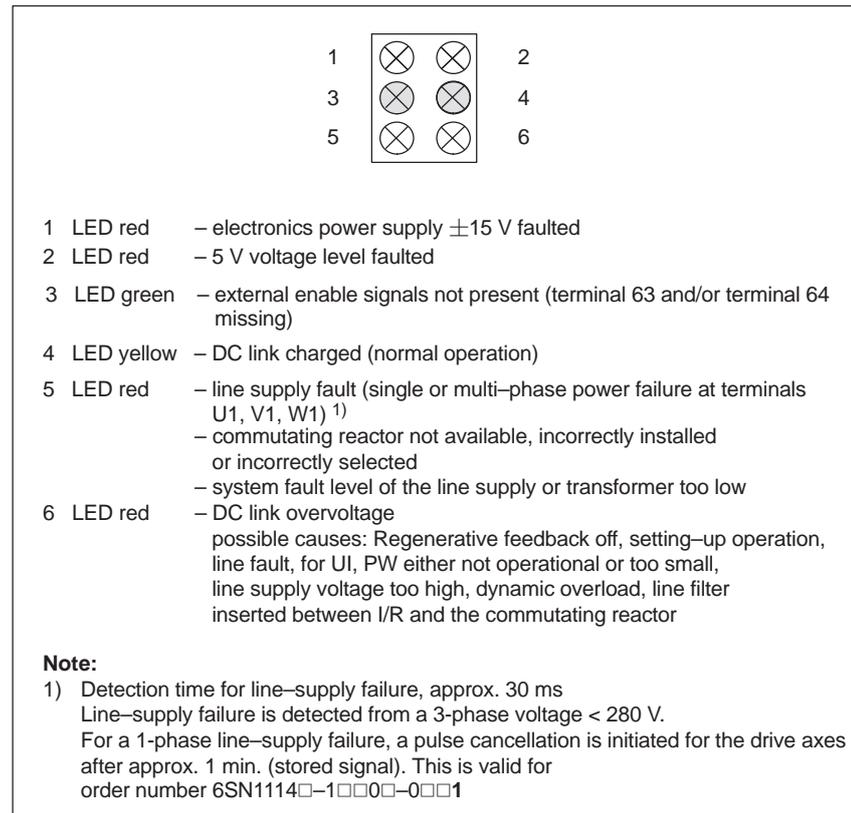 1 2
3 4
5 6
1 LED red – electronics power supply ±15 V faulted
2 LED red – 5 V voltage level faulted
3 LED green – external enable signals not present (terminal 63 and/or terminal 64
missing)
4 LED yellow – DC link charged (normal operation)
5 LED red – line supply fault (single or multi–phase power failure at terminals
U1, V1, W1) 1)
– commutating reactor not available, incorrectly installed
or incorrectly selected
– system fault level of the line supply or transformer too low
6 LED red – DC link overvoltage
possible causes: Regenerative feedback off, setting–up operation,
line fault, for UI, PW either not operational or too small,
line supply voltage too high, dynamic overload, line filter
inserted between I/R and the commutating reactor
Note:
1) Detection time for line–supply failure, approx. 30 ms
Line–supply failure is detected from a 3-phase voltage < 280 V.
For a 1-phase line–supply failure, a pulse cancellation is initiated for the drive axes
after approx. 1 min. (stored signal). This is valid for
order number 6SN1114□–1□□0□–0□□1